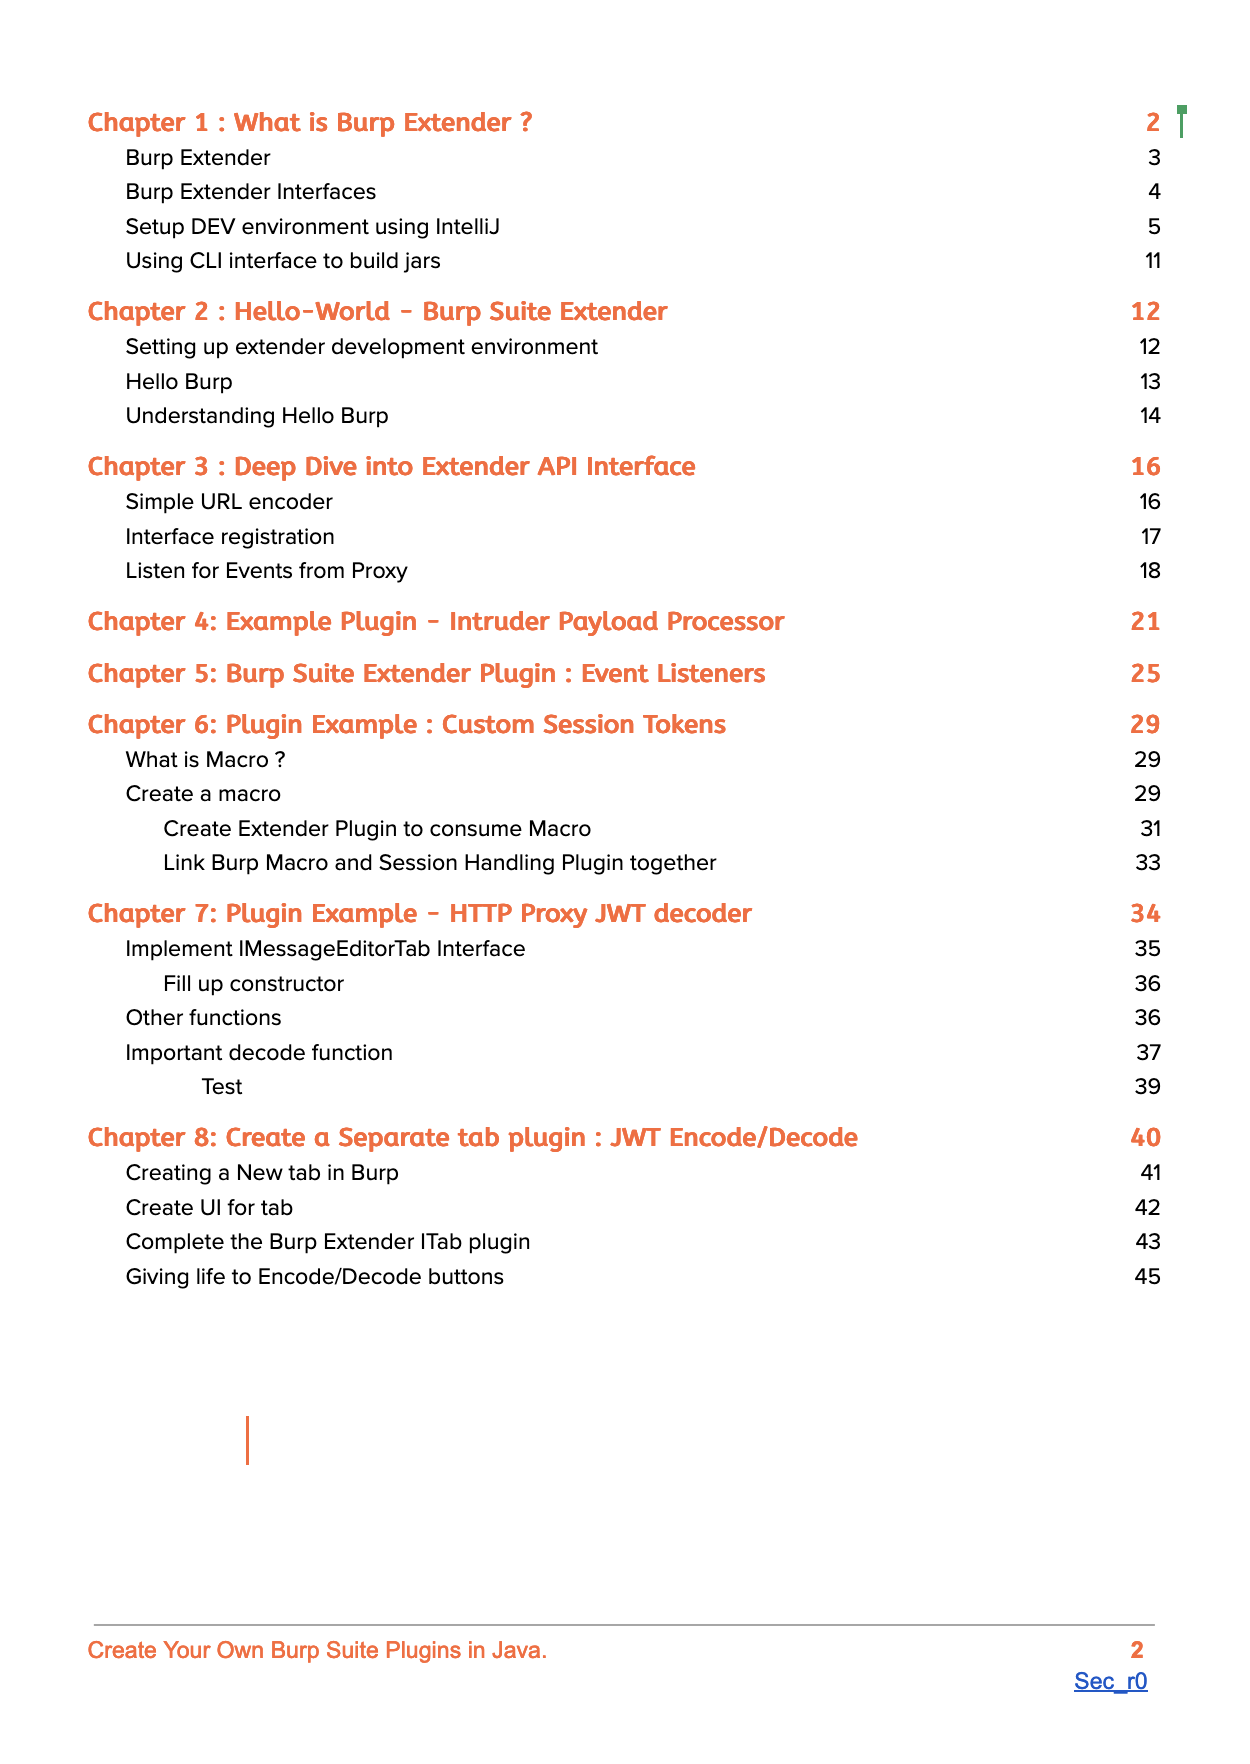 Chapter 1 : What is Burp Extender ? 2
Burp Extender 3
Burp Extender Interfaces 4
Setup DEV environment using IntelliJ 5
Using CLI interface to build jars 11
Chapter 2 : Hello-World - Burp Suite Extender 12
Setting up extender development environment 12
Hello Burp 13
Understanding Hello Burp 14
Chapter 3 : Deep Dive into Extender API Interface 16
Simple URL encoder 16
Interface registration 17
Listen for Events from Proxy 18
Chapter 4: Example Plugin - Intruder Payload Processor 21
Chapter 5: Burp Suite Extender Plugin : Event Listeners 25
Chapter 6: Plugin Example : Custom Session Tokens 29
What is Macro ? 29
Create a macro 29
Create Extender Plugin to consume Macro 31
Link Burp Macro and Session Handling Plugin together 33
Chapter 7: Plugin Example - HTTP Proxy JWT decoder 34
Implement IMessageEditorTab Interface 35
Fill up constructor 36
Other functions 36
Important decode function 37
Test 39
Chapter 8: Create a Separate tab plugin : JWT Encode/Decode 40
Creating a New tab in Burp 41
Create UI for tab 42
Complete the Burp Extender ITab plugin 43
Giving life to Encode/Decode buttons 45
Create Your Own Burp Suite Plugins in Java. 2
Sec_r0